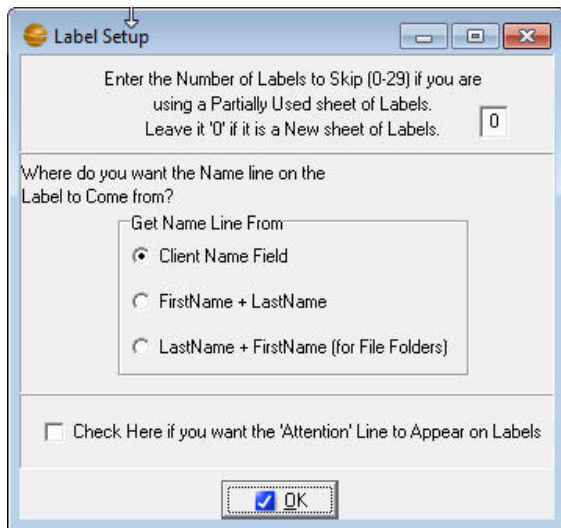 Label Setup
Enter the Number of Labels to Skip (0-29) if you are
using a Partially Used sheet of Labels.
Leave it '0' if it is a New sheet of Labels.
0
Where do you want the Name line on the
Label to Come from?
Get Name Line From
Client Name Field
FirstName + LastName
LastName + FirstName (for File Folders)
Check Here if you want the 'Attention' Line to Appear on Labels
OK